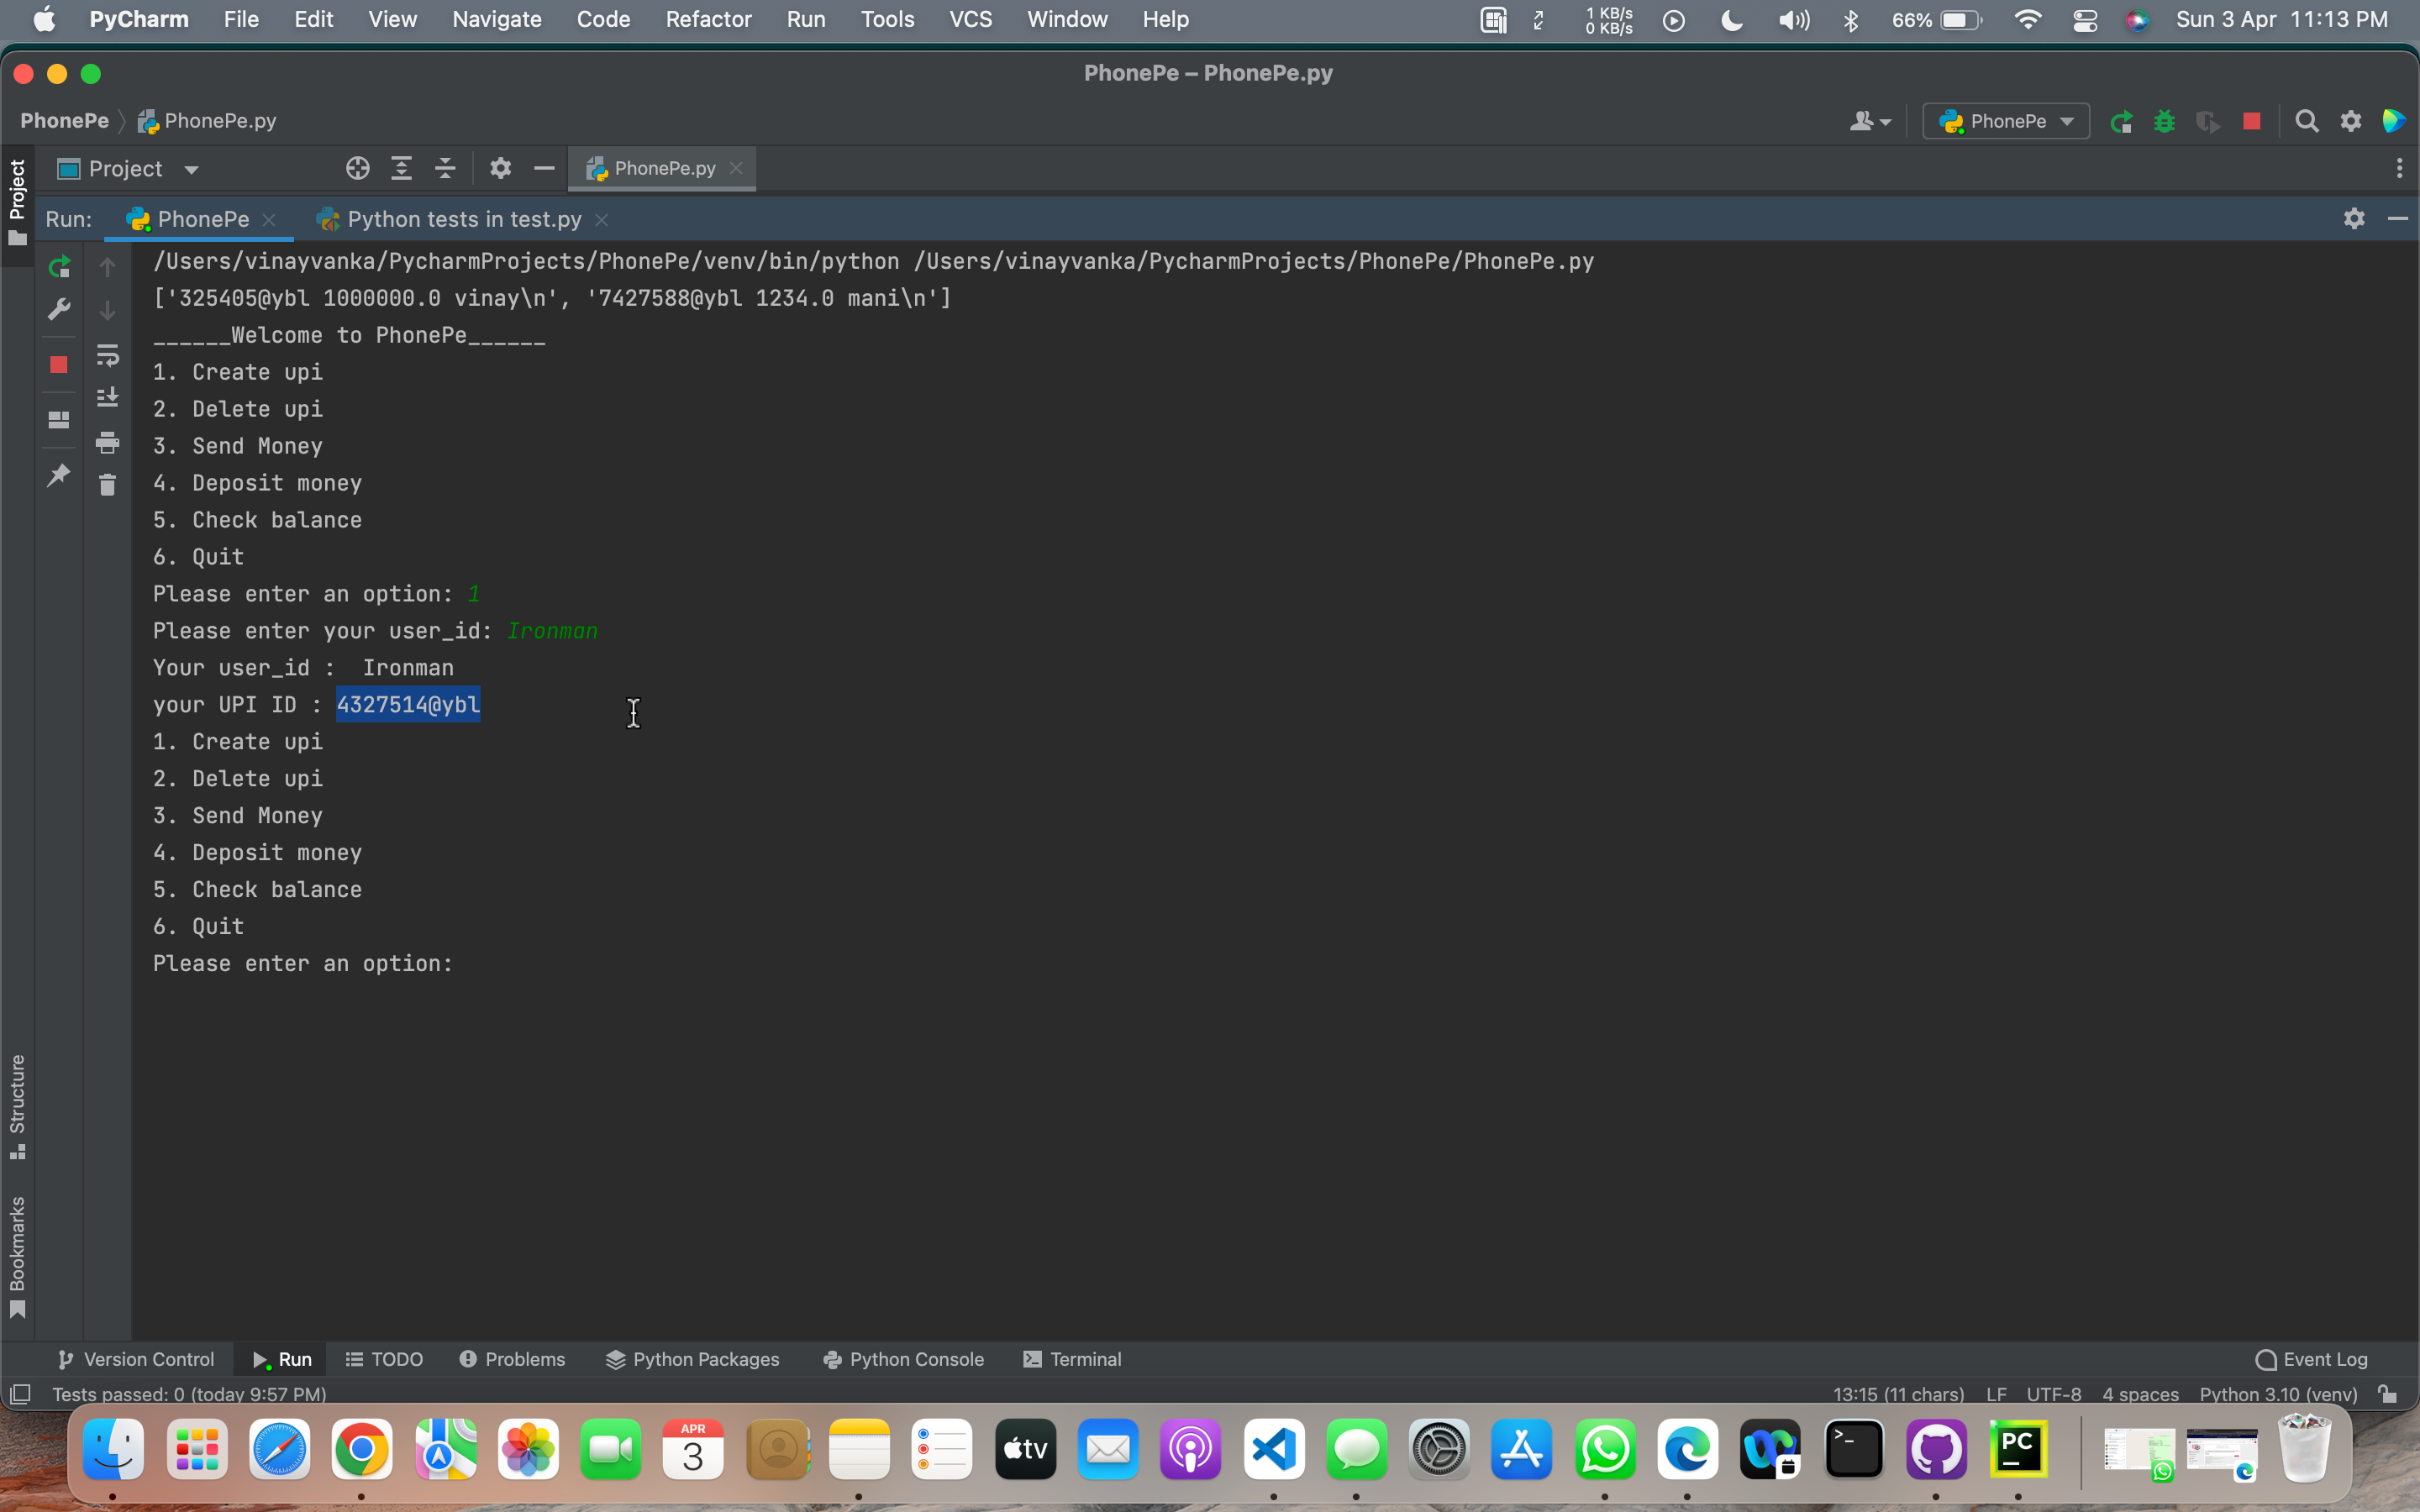 PyCharm File Edit View Navigate Code Refactor Run Tools VCS Window Help 1 KB/s 0 KB/s 66% Sun 3 Apr 11:13 PM
PhonePe – PhonePe.py
PhonePe PhonePe.py PhonePe
Project Project PhonePe.py
Run: PhonePe Python tests in test.py
/Users/vinayvanka/PycharmProjects/PhonePe/venv/bin/python /Users/vinayvanka/PycharmProjects/PhonePe/PhonePe.py
['325405@ybl 1000000.0 vinay\n', '7427588@ybl 1234.0 mani\n']
______Welcome to PhonePe______
1. Create upi
2. Delete upi
3. Send Money
4. Deposit money
5. Check balance
6. Quit
Please enter an option: 1
Please enter your user_id: Ironman
Your user_id :  Ironman
your UPI ID : 4327514@ybl
1. Create upi
2. Delete upi
3. Send Money
4. Deposit money
5. Check balance
6. Quit
Please enter an option:
Structure
Bookmarks
Version Control Run TODO Problems Python Packages Python Console Terminal Event Log
Tests passed: 0 (today 9:57 PM) 13:15 (11 chars) LF UTF-8 4 spaces Python 3.10 (venv)
APR
3
tv
>_
PC